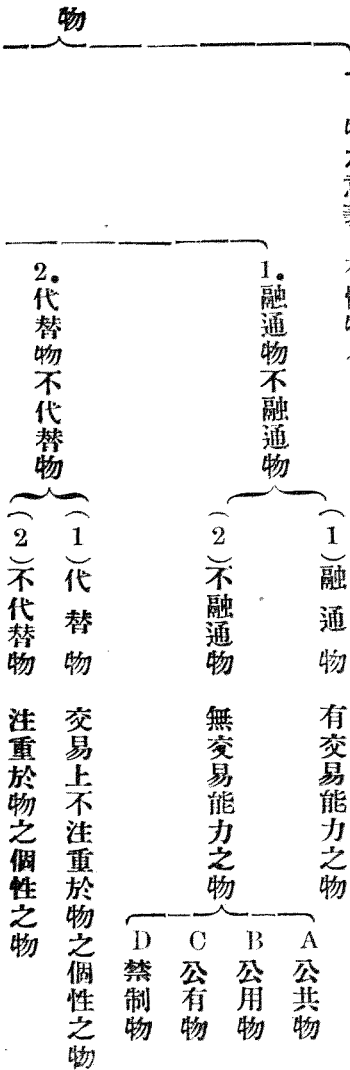 物
1.融通物不融通物
(1)融通物 有交易能力之物
(2)不融通物 無交易能力之物
A公共物
B公用物
C公有物
D禁制物
2.代替物不代替物
(1)代替物 交易上不注重於物之個性之物
(2)不代替物 注重於物之個性之物